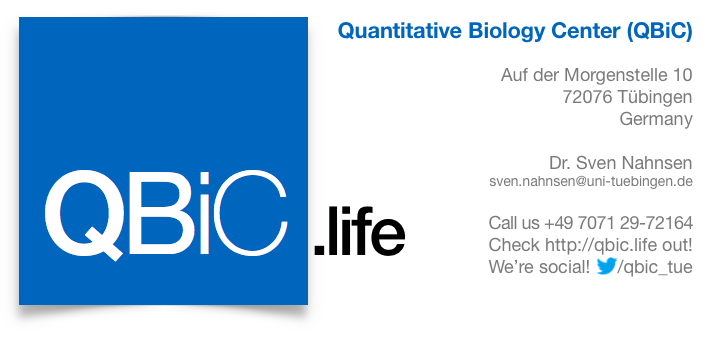 Quantitative Biology Center (QBiC)
Auf der Morgenstelle 10
72076 Tübingen
Germany
Dr. Sven Nahnsen
sven.nahnsen@uni-tuebingen.de
QBiC.life
Call us +49 7071 29-72164
Check http://qbic.life out!
We’re social! /qbic_tue